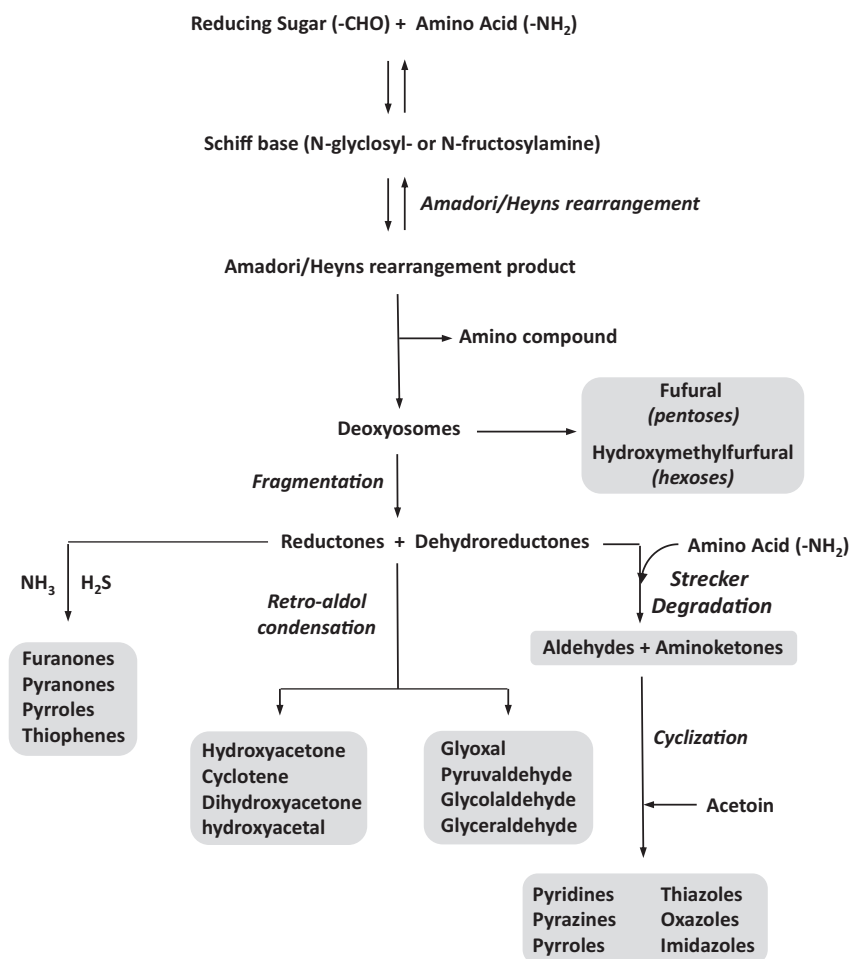 Reducing Sugar (-CHO) + Amino Acid (-NH₂)
Schiff base (N-glyclosyl- or N-fructosylamine)
Amadori/Heyns rearrangement
Amadori/Heyns rearrangement product
Amino compound
Deoxyosomes
Fufural
(pentoses)
Hydroxymethylfurfural
(hexoses)
Fragmentation
Reductones + Dehydroreductones
Amino Acid (-NH₂)
NH₃ H₂S
Retro-aldol
condensation
Strecker
Degradation
Aldehydes + Aminoketones
Furanones
Pyranones
Pyrroles
Thiophenes
Hydroxyacetone
Cyclotene
Dihydroxyacetone
hydroxyacetal
Glyoxal
Pyruvaldehyde
Glycolaldehyde
Glyceraldehyde
Cyclization
Acetoin
Pyridines Thiazoles
Pyrazines Oxazoles
Pyrroles Imidazoles